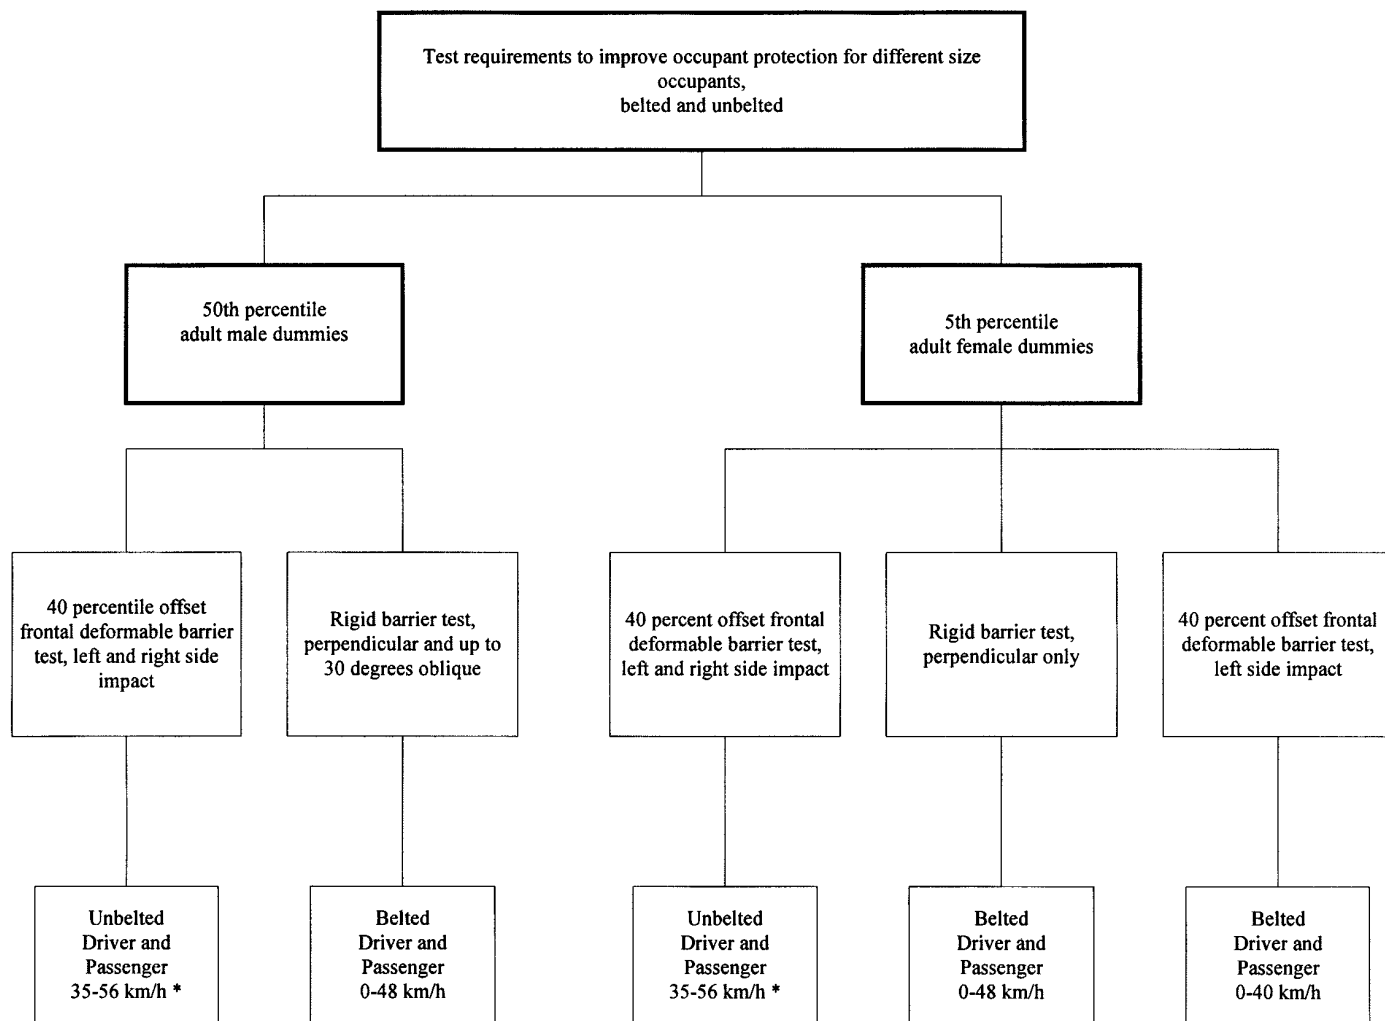 Test requirements to improve occupant protection for different size
occupants,
belted and unbelted
50th percentile
adult male dummies
5th percentile
adult female dummies
40 percentile offset
frontal deformable barrier
test, left and right side
impact
Rigid barrier test,
perpendicular and up to
30 degrees oblique
40 percent offset frontal
deformable barrier test,
left and right side impact
Rigid barrier test,
perpendicular only
40 percent offset frontal
deformable barrier test,
left side impact
Unbelted
Driver and
Passenger
35-56 km/h *
Belted
Driver and
Passenger
0-48 km/h
Unbelted
Driver and
Passenger
35-56 km/h *
Belted
Driver and
Passenger
0-48 km/h
Belted
Driver and
Passenger
0-40 km/h